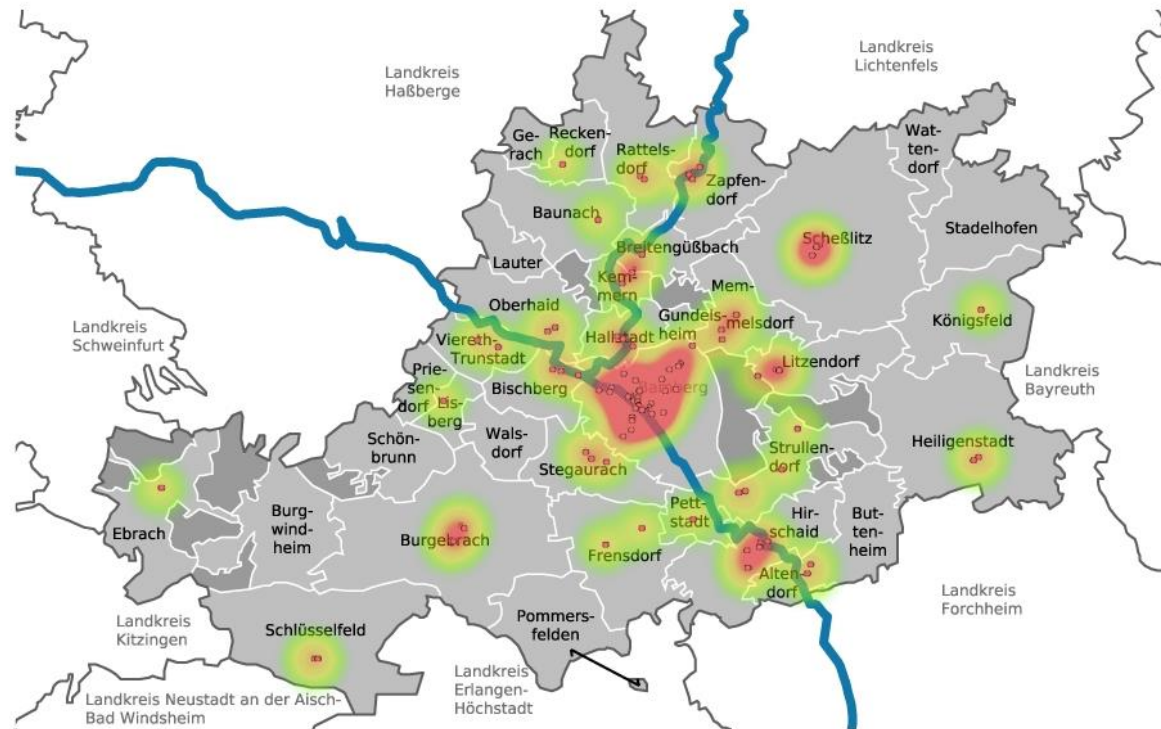 Landkreis
Haßberge
Landkreis
Lichtenfels
Ge-
rach
Recken-
dorf
Rattels-
dorf
Zapfen-
dorf
Wat-
ten-
dorf
Baunach
Stadelhofen
Scheßlitz
Breitengüßbach
Lauter
Kem-
mern
Mem-
melsdorf
Oberhaid
Gundels-
heim
Hallstadt
Königsfeld
Landkreis
Schweinfurt
Viereth-
Trunstadt
Litzendorf
Landkreis
Bayreuth
Prie-
sen-
dorf
Lis-
berg
Bischberg
Bamberg
Schön-
brunn
Wals-
dorf
Stegaurach
Strullen-
dorf
Heiligenstadt
Ebrach
Burg-
wind-
heim
Burgebrach
Pett-
stadt
Hir-
schaid
But-
ten-
heim
Frensdorf
Alten-
dorf
Landkreis
Forchheim
Landkreis
Kitzingen
Schlüsselfeld
Pommers-
felden
Landkreis
Erlangen-
Höchstadt
Landkreis Neustadt an der Aisch-
Bad Windsheim